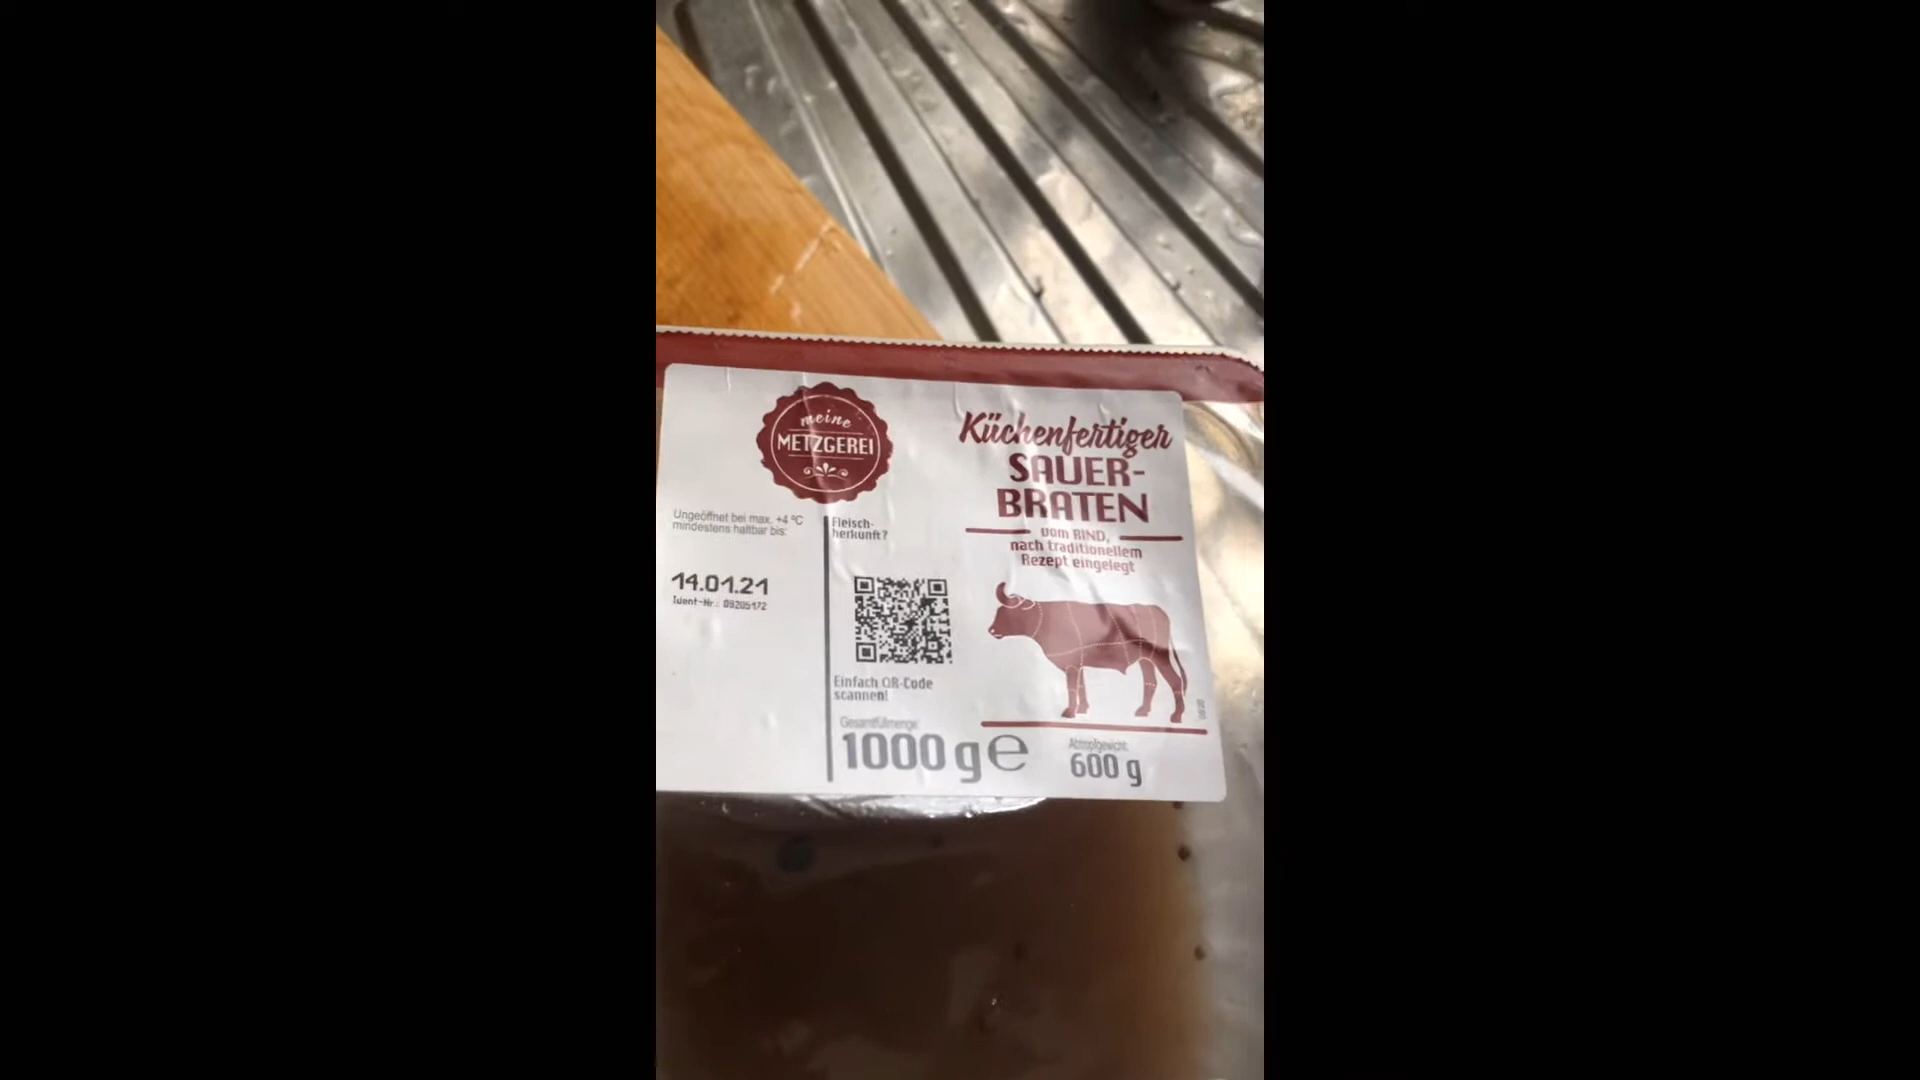 meine
METZGEREI
Küchenfertiger
SAUER-
BRATEN
vom RIND,
nach traditionellem
Rezept eingelegt
Ungeöffnet bei max. +4 °C
mindestens haltbar bis:
14.01.21
Ident-Nr.: 09205172
Fleisch-
herkunft?
Einfach QR-Code
scannen!
Gesamtfüllmenge:
1000 g e
Abtropfgewicht:
600 g